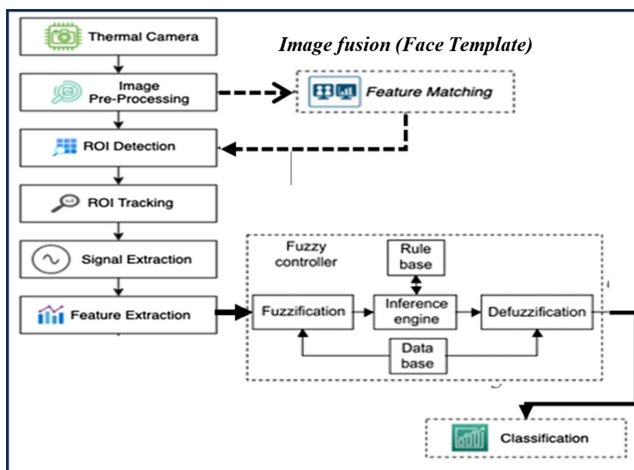 Thermal Camera
Image fusion (Face Template)
Image
Pre-Processing
Feature Matching
ROI Detection
ROI Tracking
Signal Extraction
Feature Extraction
Fuzzy
controller
Rule
base
Fuzzification
Inference
engine
Defuzzification
Data
base
Classification